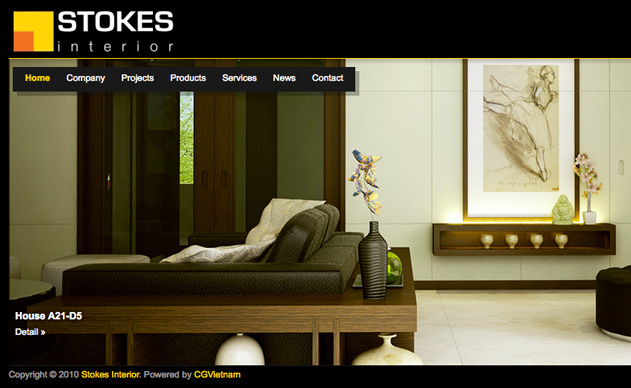 STOKES
interior
Home Company Projects Products Services News Contact
House A21-D5
Detail »
Copyright © 2010 Stokes Interior. Powered by CGVietnam